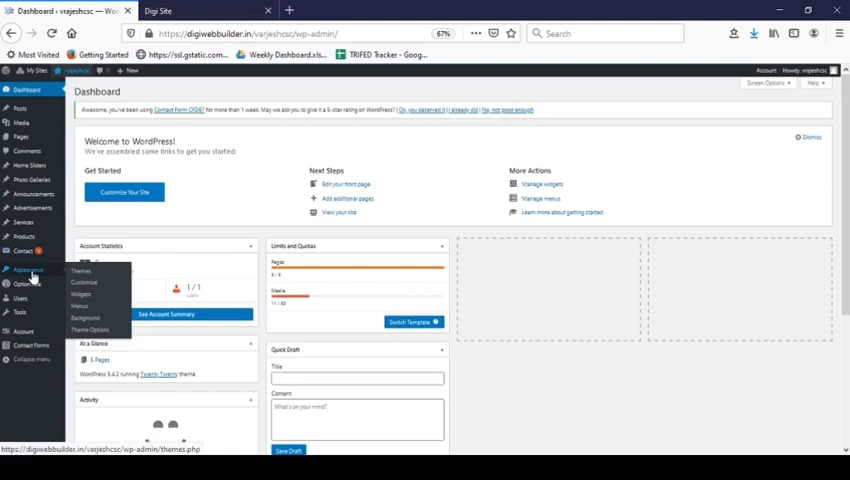 Dashboard ‹ vrajeshcsc — Wo
Digi Site
https://digiwebbuilder.in/varjeshcsc/wp-admin/
67%
Search
Most Visited
Getting Started
https://ssl.gstatic.com...
Weekly Dashboard.xls...
TRIFED Tracker - Goog...
My Sites
vrajeshcsc
New
Account
Howdy, vrajeshcsc
Dashboard
Posts
Media
Pages
Comments
Home Sliders
Photo Galleries
Announcements
Advertisements
Services
Products
Contact
Appearance
Users
Tools
Account
Contact Forms
Collapse menu
Themes
Customize
Widgets
Menus
Background
Theme Options
Dashboard
Screen Options
Help
Awesome, you've been using Contact Form CFDB7 for more than 1 week. May we ask you to give it a 5-star rating on WordPress? | Ok, you deserved it | I already did | No, not good enough
Welcome to WordPress!
We've assembled some links to get you started!
Dismiss
Get Started
Customize Your Site
Next Steps
Edit your front page
Add additional pages
View your site
More Actions
Manage widgets
Manage menus
Learn more about getting started
Account Statistics
1 / 1
Users
See Account Summary
Limits and Quotas
Pages
5 / 5
Media
11 / 30
Switch Template
At a Glance
5 Pages
WordPress 5.4.2 running Twenty Twenty theme.
Activity
Quick Draft
Title
Content
What's on your mind?
Save Draft
https://digiwebbuilder.in/varjeshcsc/wp-admin/themes.php